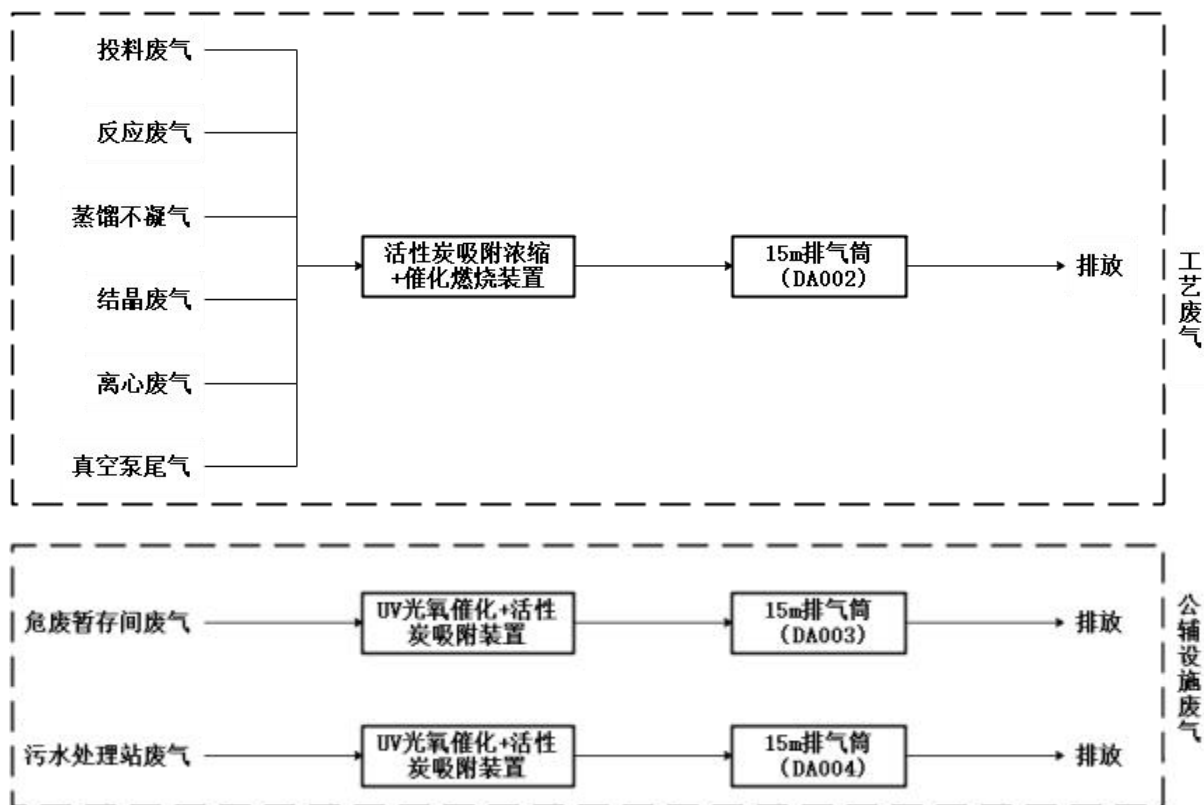 投料废气
反应废气
蒸馏不凝气
结晶废气
离心废气
真空泵尾气
活性炭吸附浓缩
+催化燃烧装置
15m排气筒
(DA002)
排放
工艺废气
危废暂存间废气
UV光氧催化+活性
炭吸附装置
15m排气筒
(DA003)
排放
污水处理站废气
UV光氧催化+活性
炭吸附装置
15m排气筒
(DA004)
排放
公辅设施废气